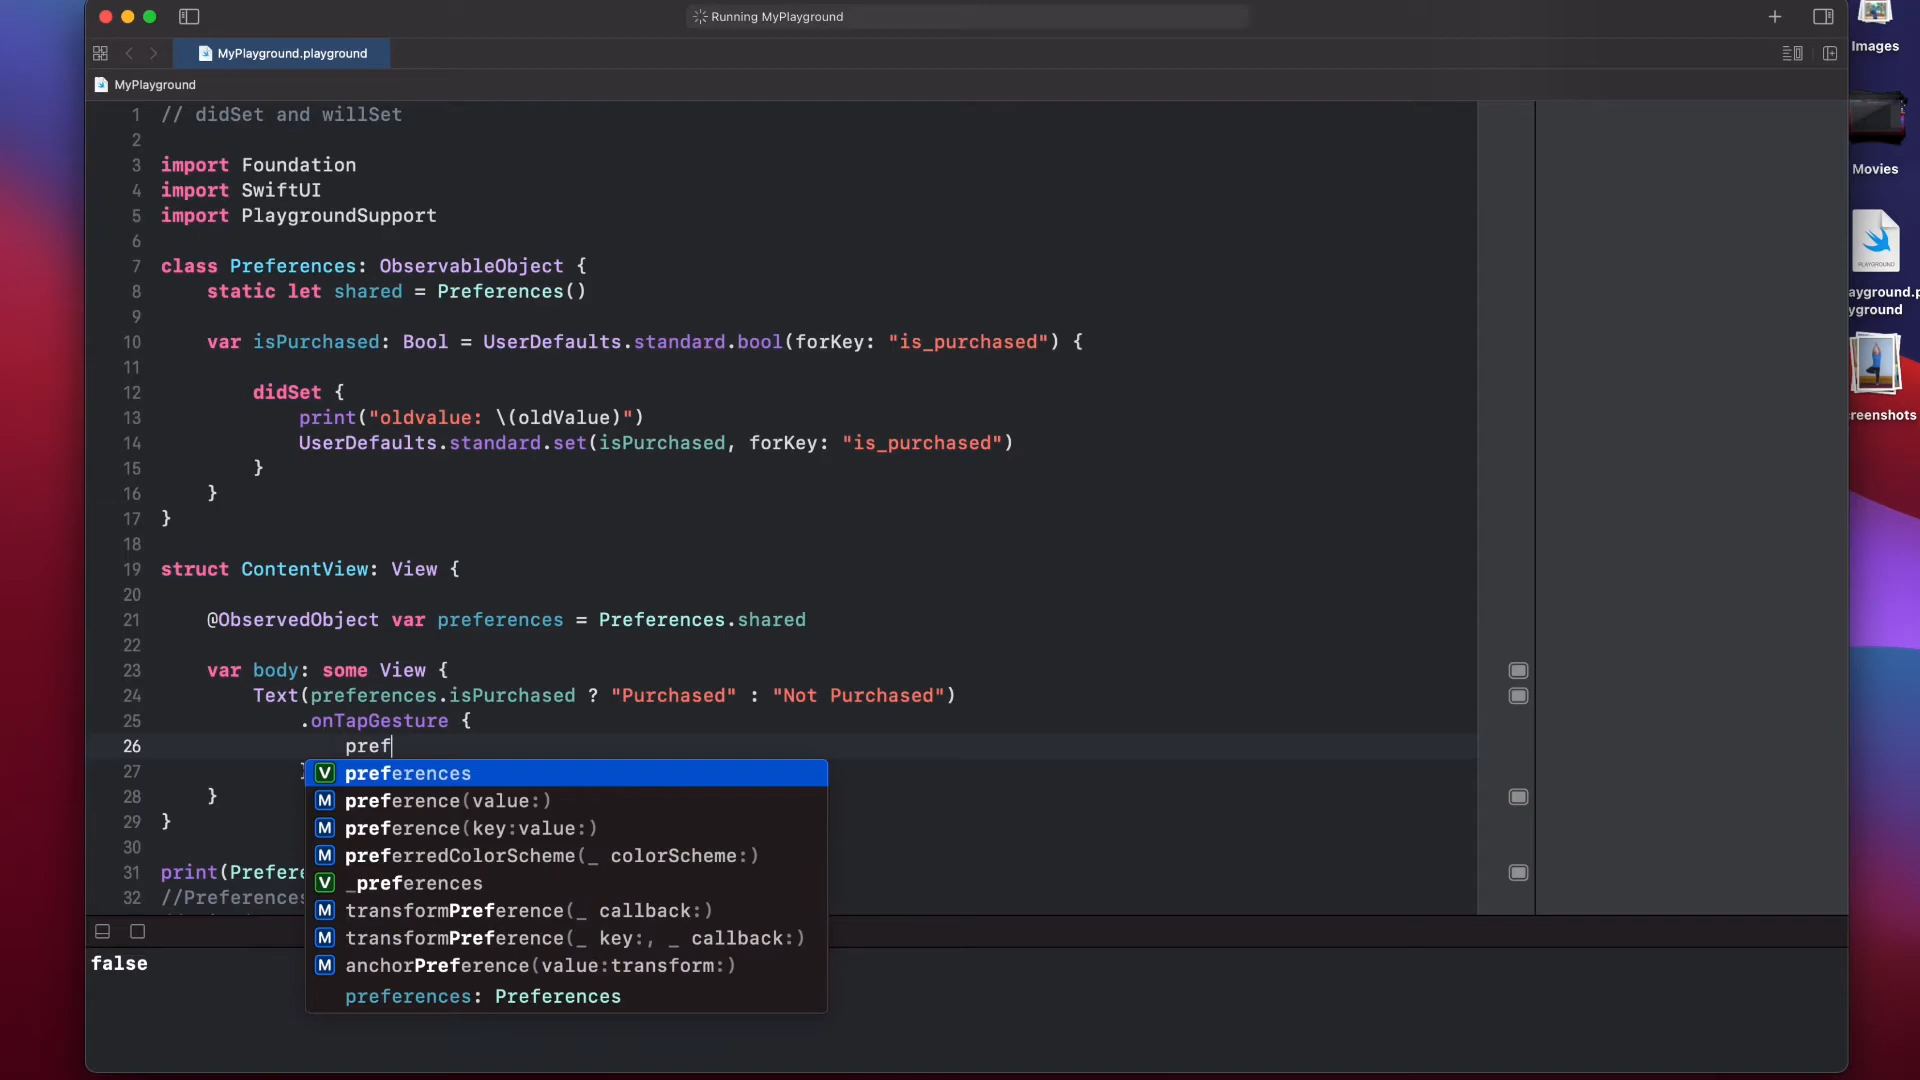 Running MyPlayground
MyPlayground.playground
MyPlayground
1 // didSet and willSet
2
3 import Foundation
4 import SwiftUI
5 import PlaygroundSupport
6
7 class Preferences: ObservableObject {
8 static let shared = Preferences()
9
10 var isPurchased: Bool = UserDefaults.standard.bool(forKey: "is_purchased") {
11
12 didSet {
13 print("oldvalue: \(oldValue)")
14 UserDefaults.standard.set(isPurchased, forKey: "is_purchased")
15 }
16 }
17 }
18
19 struct ContentView: View {
20
21 @ObservedObject var preferences = Preferences.shared
22
23 var body: some View {
24 Text(preferences.isPurchased ? "Purchased" : "Not Purchased")
25 .onTapGesture {
26 pref
27
28 }
29 }
30
31 print(Prefere
32 //Preferences
V preferences
M preference(value:)
M preference(key:value:)
M preferredColorScheme(_ colorScheme:)
V _preferences
M transformPreference(_ callback:)
M transformPreference(_ key:, _ callback:)
M anchorPreference(value:transform:)
preferences: Preferences
false
Images
Movies
PLAYGROUND
ayground.p
yground
reenshots